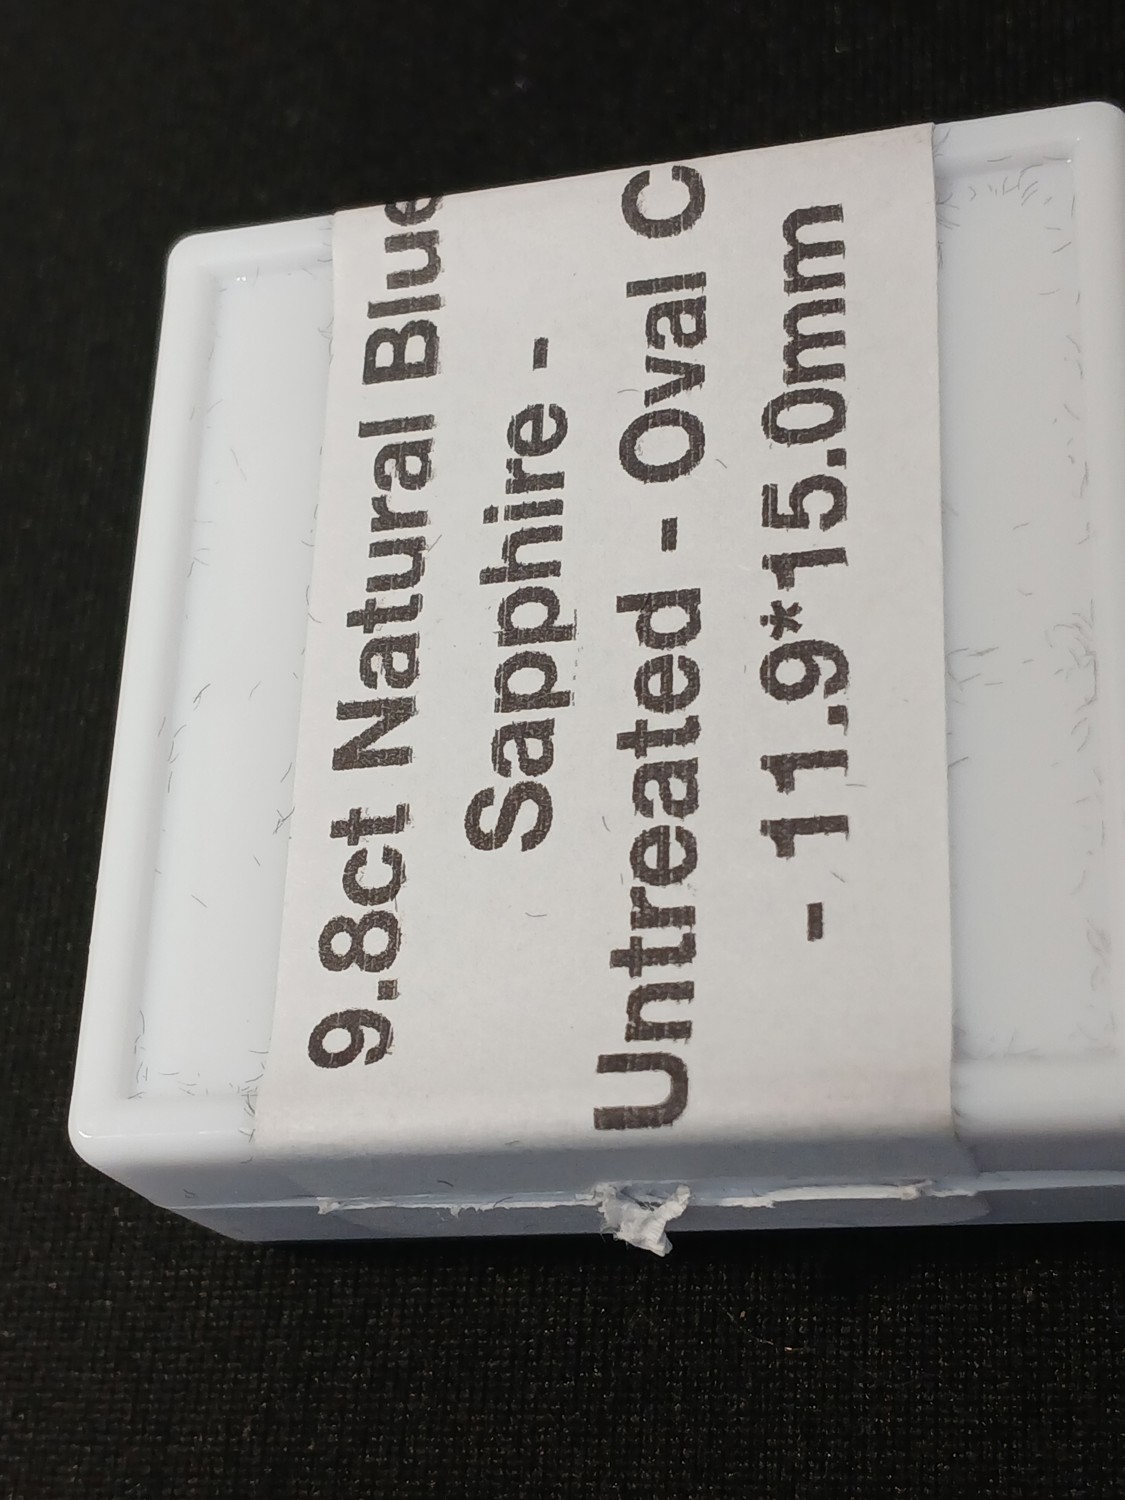 9.8ct Natural Blue
Sapphire -
Untreated - Oval C
- 11.9*15.0mm